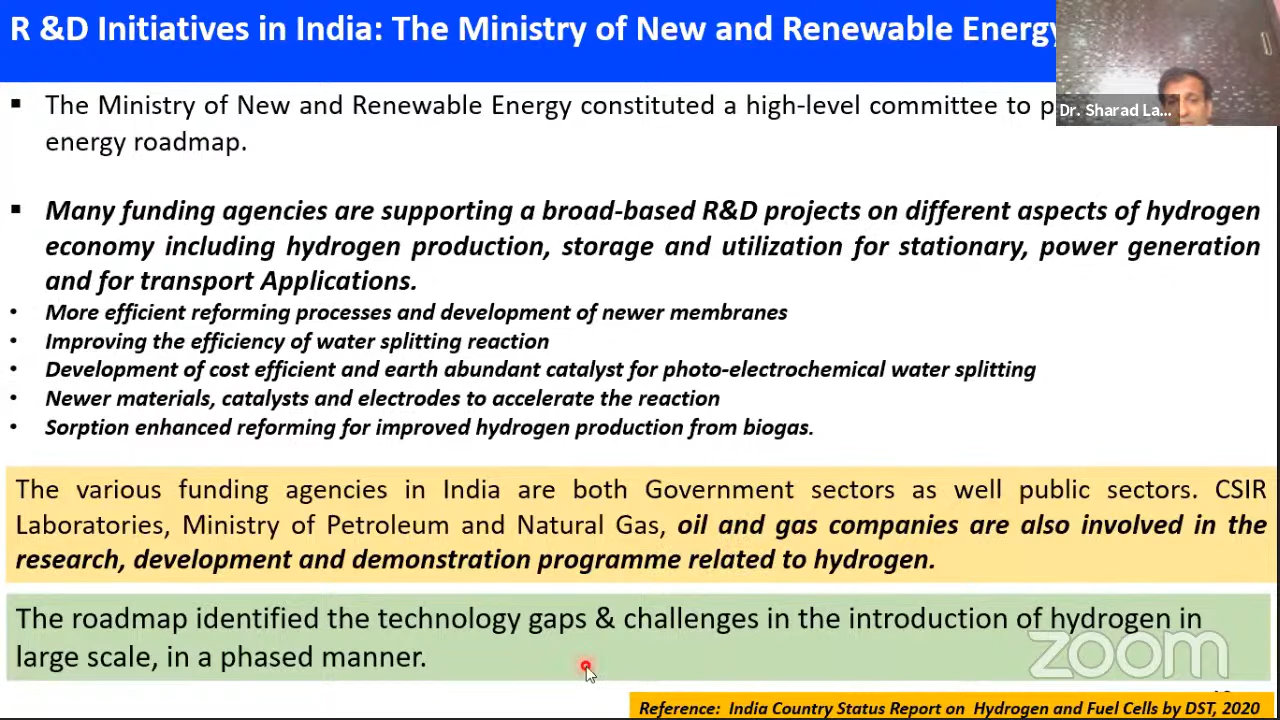 R &D Initiatives in India: The Ministry of New and Renewable Energy
Dr. Sharad La...
▪ The Ministry of New and Renewable Energy constituted a high-level committee to
energy roadmap.
▪ Many funding agencies are supporting a broad-based R&D projects on different aspects of hydrogen
economy including hydrogen production, storage and utilization for stationary, power generation
and for transport Applications.
• More efficient reforming processes and development of newer membranes
• Improving the efficiency of water splitting reaction
• Development of cost efficient and earth abundant catalyst for photo-electrochemical water splitting
• Newer materials, catalysts and electrodes to accelerate the reaction
• Sorption enhanced reforming for improved hydrogen production from biogas.
The various funding agencies in India are both Government sectors as well public sectors. CSIR
Laboratories, Ministry of Petroleum and Natural Gas, oil and gas companies are also involved in the
research, development and demonstration programme related to hydrogen.
The roadmap identified the technology gaps & challenges in the introduction of hydrogen in
large scale, in a phased manner.
zoom
Reference: India Country Status Report on Hydrogen and Fuel Cells by DST, 2020